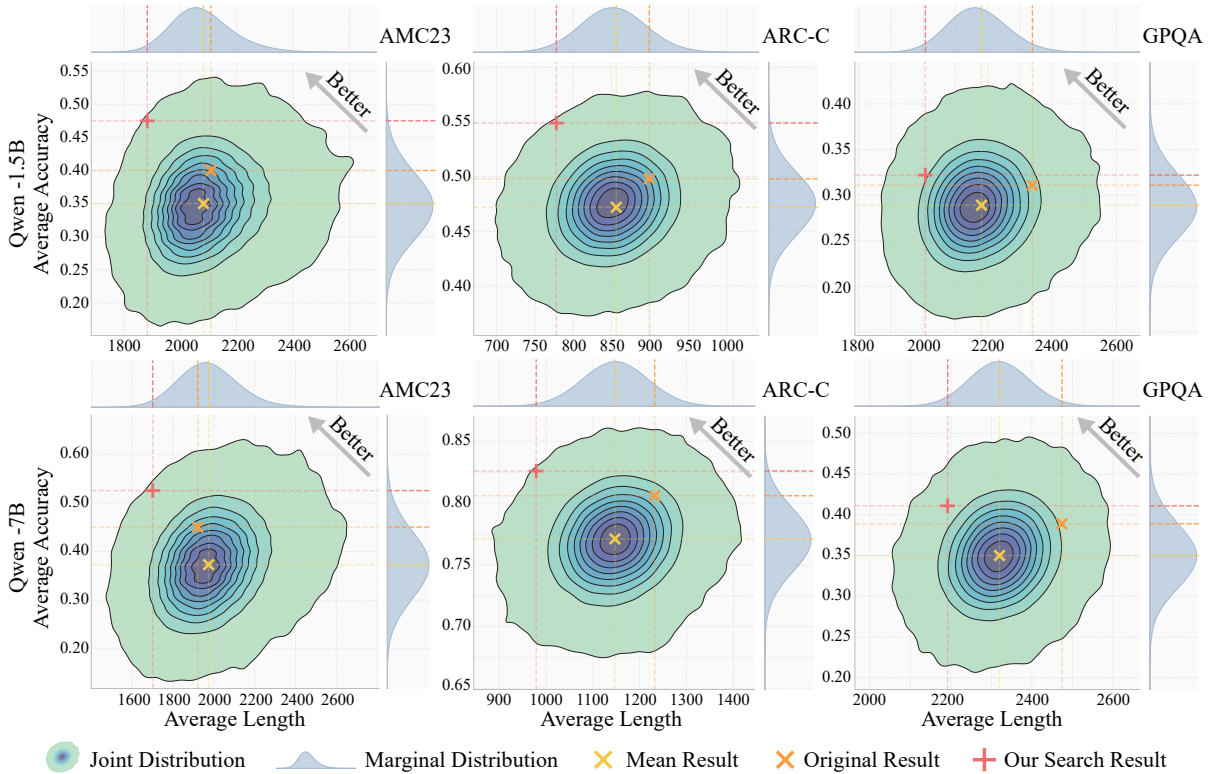 AMC23
ARC-C
GPQA
Qwen -1.5B
Average Accuracy
0.55
0.50
0.45
0.40
0.35
0.30
0.25
0.20
Better
1800 2000 2200 2400 2600
0.60
0.55
0.50
0.45
0.40
Better
700 750 800 850 900 950 1000
0.40
0.35
0.30
0.25
0.20
Better
1800 2000 2200 2400 2600
AMC23
ARC-C
GPQA
Qwen -7B
Average Accuracy
0.60
0.50
0.40
0.30
0.20
Better
1600 1800 2000 2200 2400 2600
Average Length
0.85
0.80
0.75
0.70
0.65
Better
900 1000 1100 1200 1300 1400
Average Length
0.50
0.45
0.40
0.35
0.30
0.25
0.20
Better
2000 2200 2400 2600
Average Length
Joint Distribution Marginal Distribution Mean Result Original Result Our Search Result